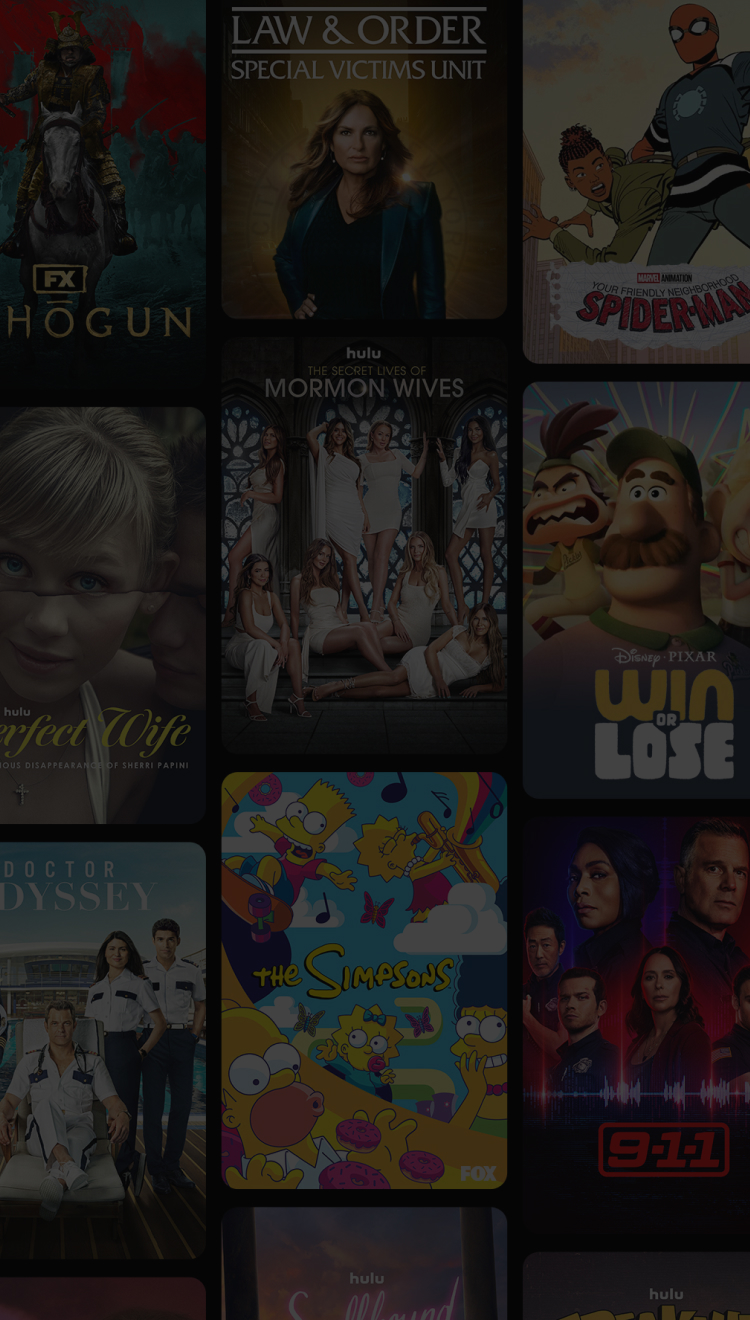 FX
HŌGUN
hulu
erfect Wife
IOUS DISAPPEARANCE OF SHERRI PAPINI
DOCTOR
DYSSEY
LAW & ORDER
SPECIAL VICTIMS UNIT
hulu
THE SECRET LIVES OF
MORMON WIVES
THE SIMPSONS
FOX
hulu
Spellbound
MARVEL ANIMATION
YOUR FRIENDLY NEIGHBORHOOD
SPIDER-MAN
Disney · PIXAR
WIN
OR
LOSE
9-1-1
hulu